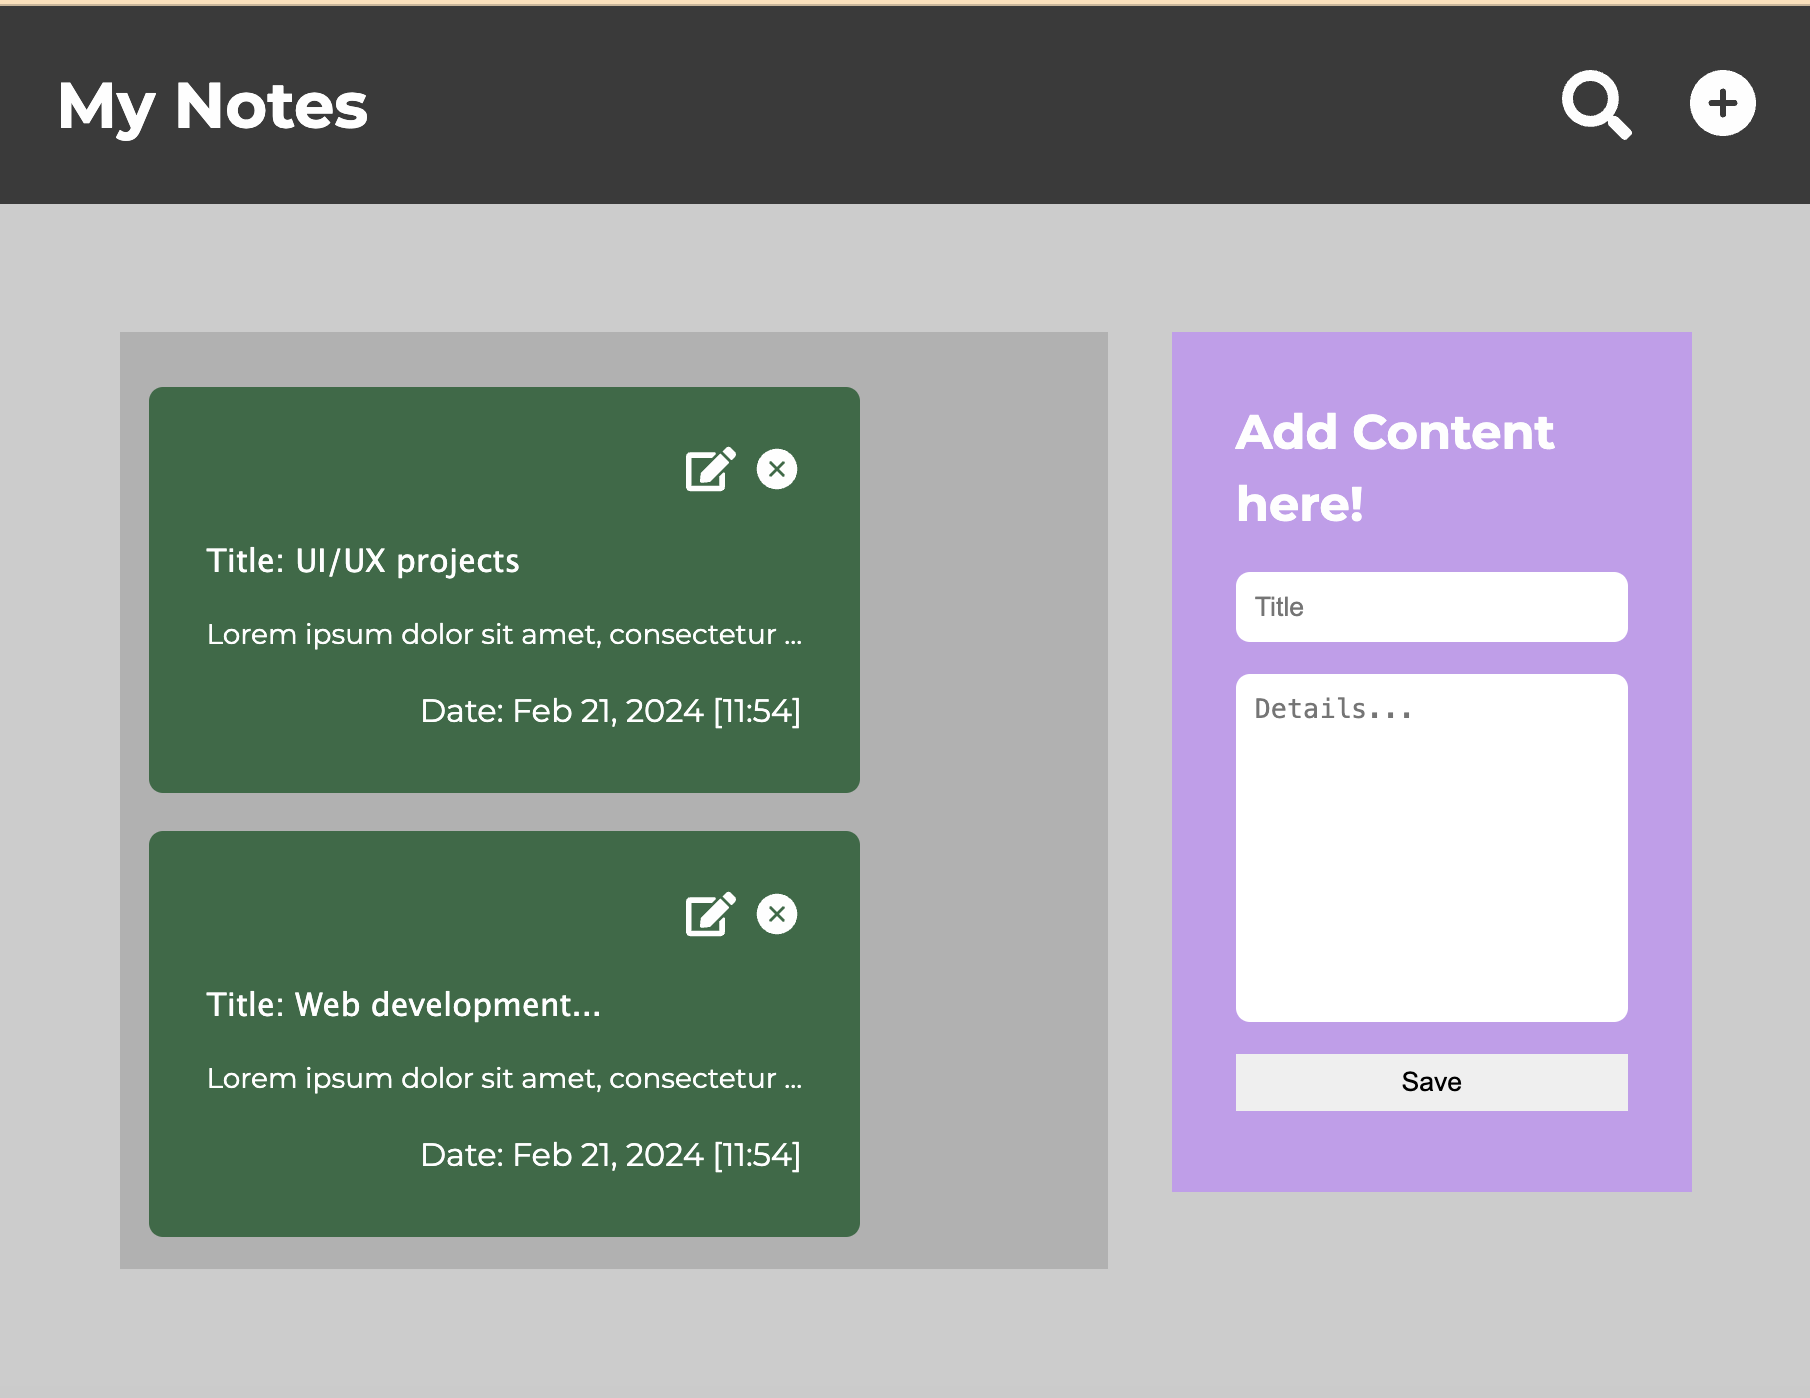 My Notes
Title: UI/UX projects
Lorem ipsum dolor sit amet, consectetur ...
Date: Feb 21, 2024 [11:54]
Title: Web development...
Lorem ipsum dolor sit amet, consectetur ...
Date: Feb 21, 2024 [11:54]
Add Content
here!
Title
Details...
Save